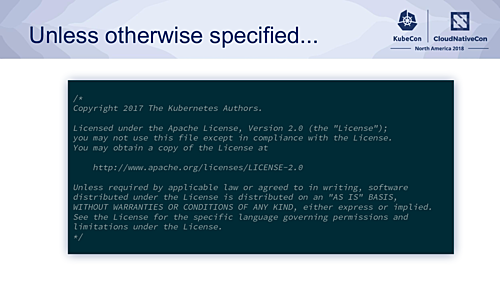 Unless otherwise specified...
KubeCon
CloudNativeCon
North America 2018
/*
Copyright 2017 The Kubernetes Authors.
Licensed under the Apache License, Version 2.0 (the "License");
you may not use this file except in compliance with the License.
You may obtain a copy of the License at
http://www.apache.org/licenses/LICENSE-2.0
Unless required by applicable law or agreed to in writing, software
distributed under the License is distributed on an "AS IS" BASIS,
WITHOUT WARRANTIES OR CONDITIONS OF ANY KIND, either express or implied.
See the License for the specific language governing permissions and
limitations under the License.
*/